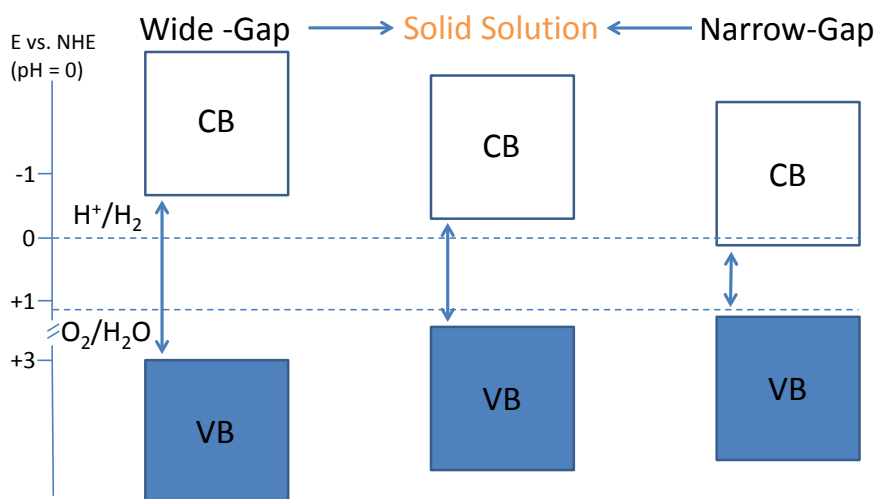 Wide -Gap
Solid Solution
Narrow-Gap
E vs. NHE
(pH = 0)
CB
CB
CB
-1
H⁺/H₂
0
+1
O₂/H₂O
+3
VB
VB
VB